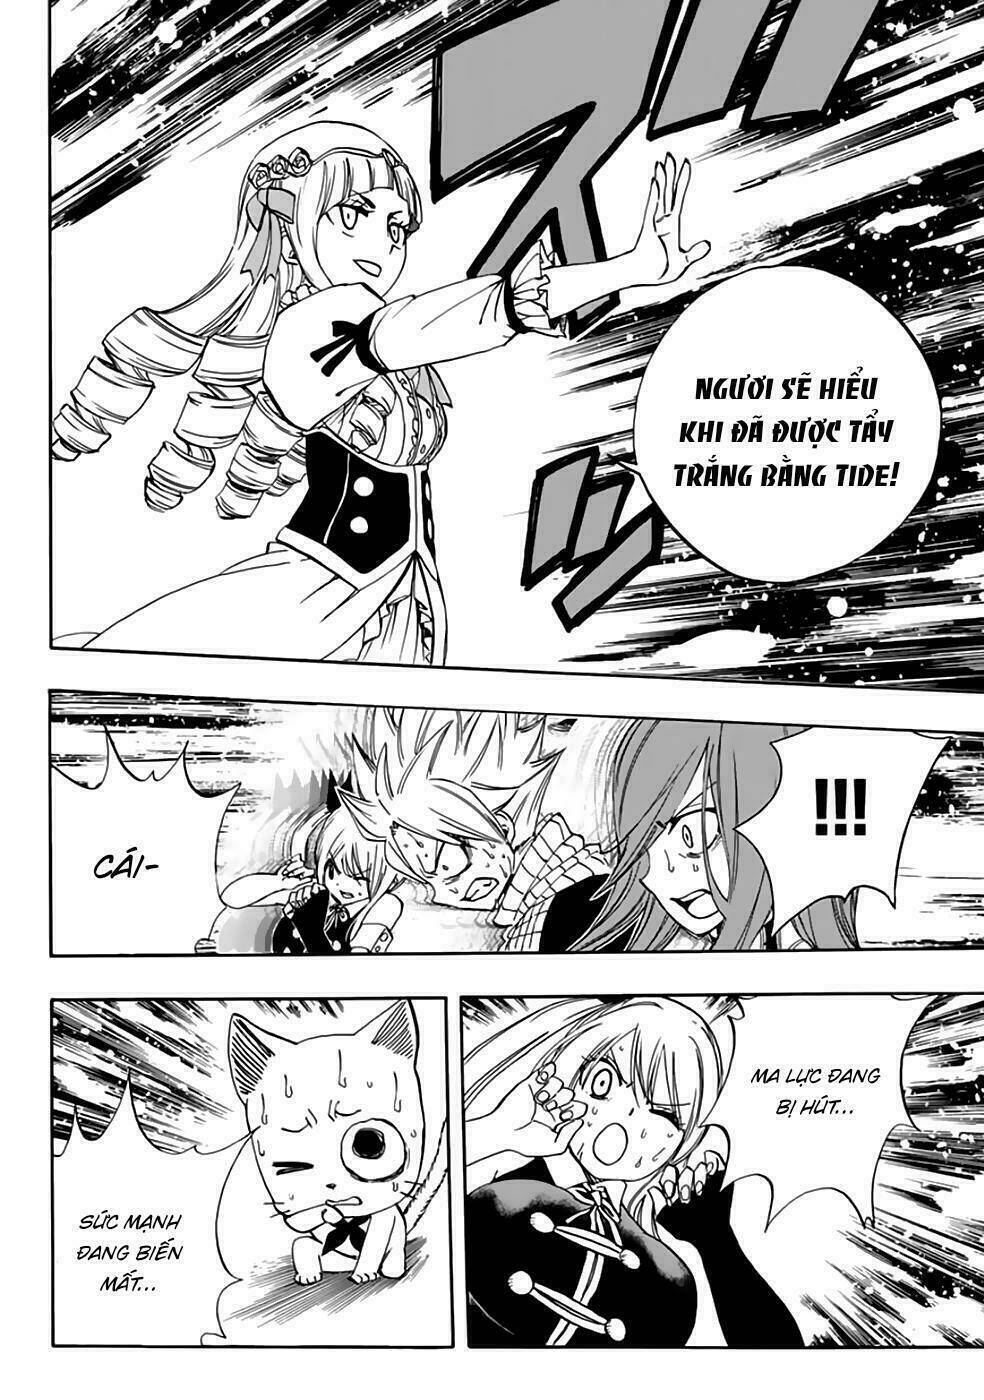 ズズ
NGƯƠI SẼ HIỂU
KHI ĐÃ ĐƯỢC TẨY
TRẮNG BẰNG TIDE!
!!!
CÁI-
MA LỰC ĐANG
BỊ HÚT...
SỨC MẠNH
ĐANG BIẾN
MẤT...